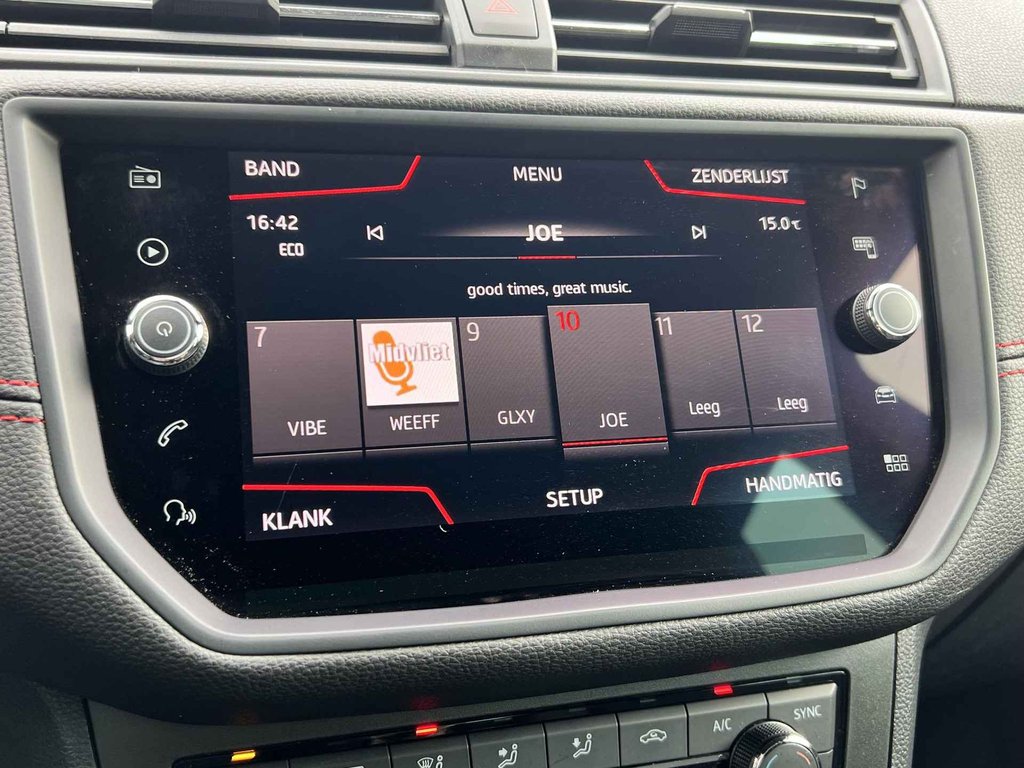 BAND MENU ZENDERLIJST
16:42 JOE 15.0°C
ECO
good times, great music.
7 9 10 11 12
Midvliet
VIBE WEEFF GLXY JOE Leeg Leeg
KLANK SETUP HANDMATIG
A/C SYNC